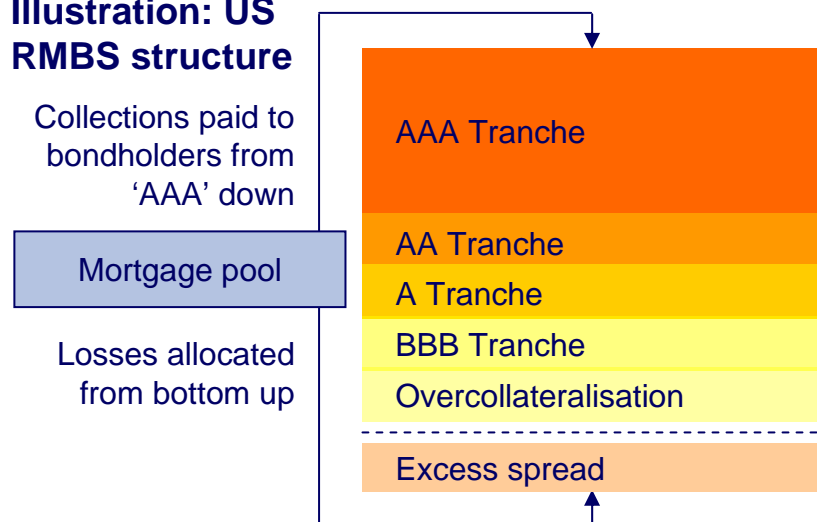 Illustration: US
RMBS structure
Collections paid to
bondholders from
‘AAA’ down
Mortgage pool
Losses allocated
from bottom up
AAA Tranche
AA Tranche
A Tranche
BBB Tranche
Overcollateralisation
Excess spread